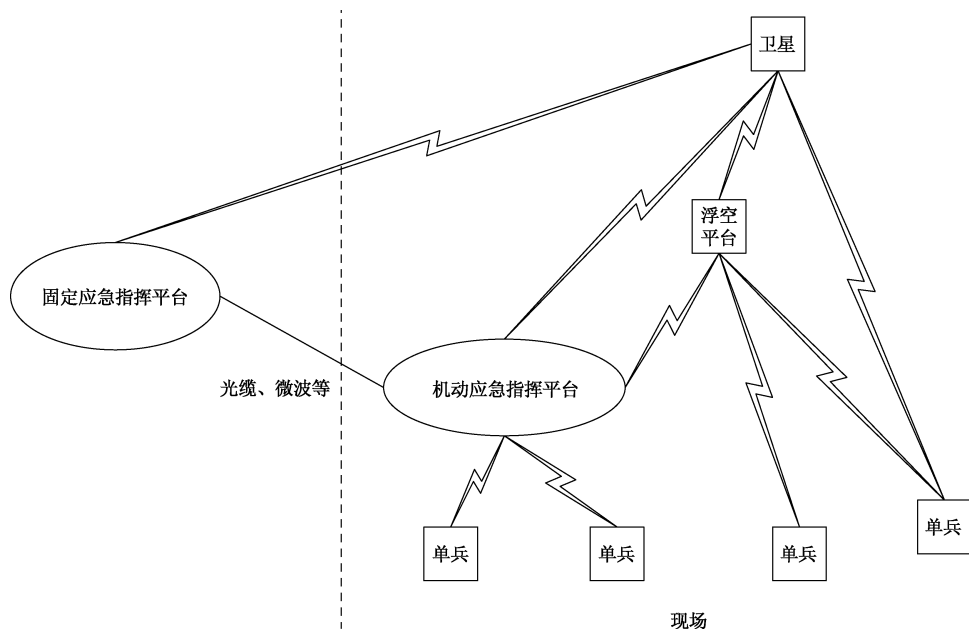 卫星
浮空
平台
固定应急指挥平台
光缆、微波等
机动应急指挥平台
单兵
单兵
单兵
单兵
现场